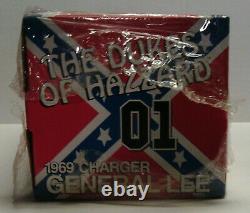 THE DUKES
OF HAZZARD
01
1969 CHARGER
GENERAL LEE